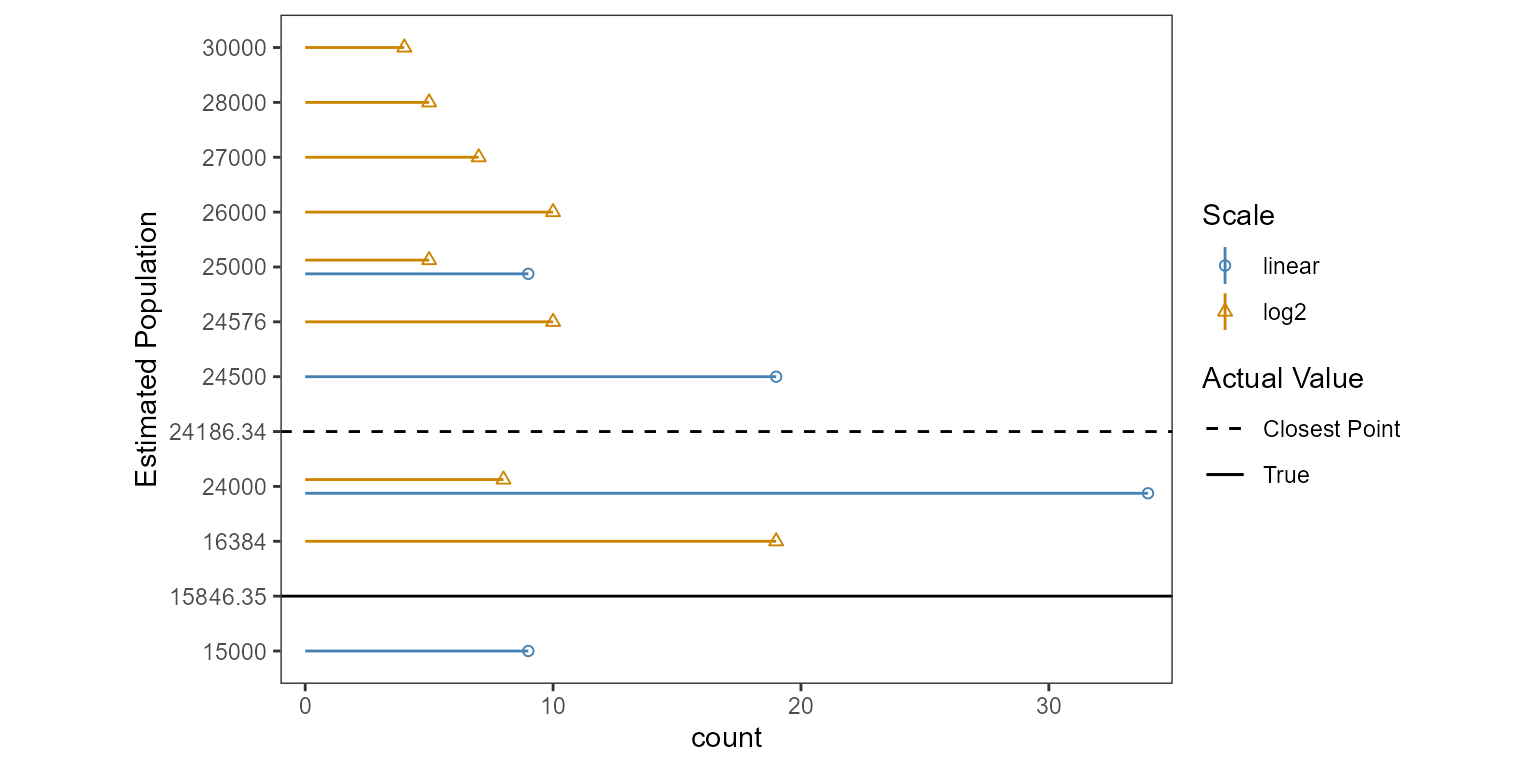 Estimated Population
30000
28000
27000
26000
25000
24576
24500
24186.34
24000
16384
15846.35
15000
0 10 20 30
count
Scale
linear
log2
Actual Value
Closest Point
True